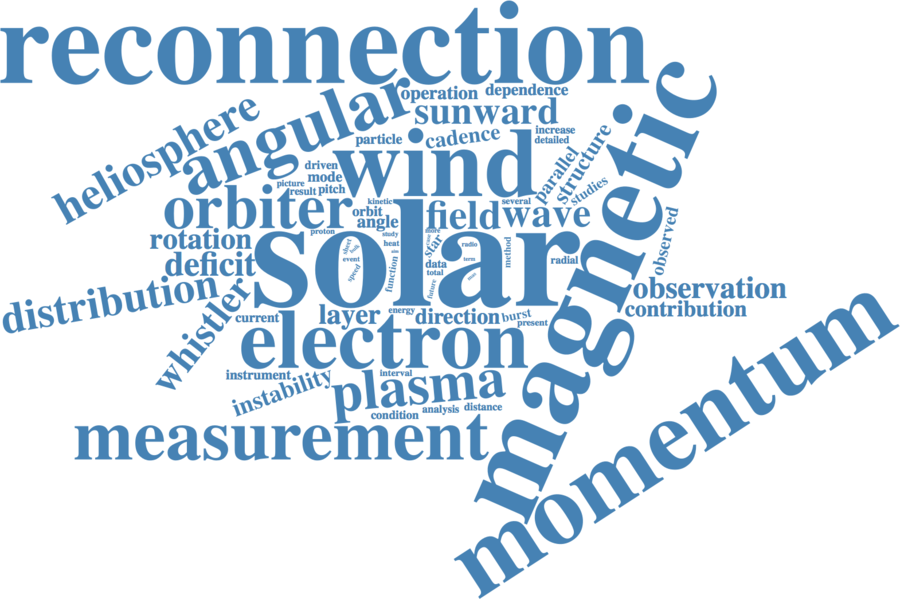 reconnection
angular
operation
dependence
sunward
heliosphere
particle
cadence
increase
detailed
magnetic
wind
driven
mode
picture
result
pitch
parallel
structure
studies
kinetic
several
orbiter
orbit
angle
field
wave
proton
study
more
star
solar
rotation
deficit
heat
sheet
event
speed
function
data
total
future
radio
term
method
radial
observed
distribution
whistler
current
layer
energy
direction
burst
present
observation
contribution
electron
instrument
instability
interval
plasma
condition
analysis
distance
measurement
momentum